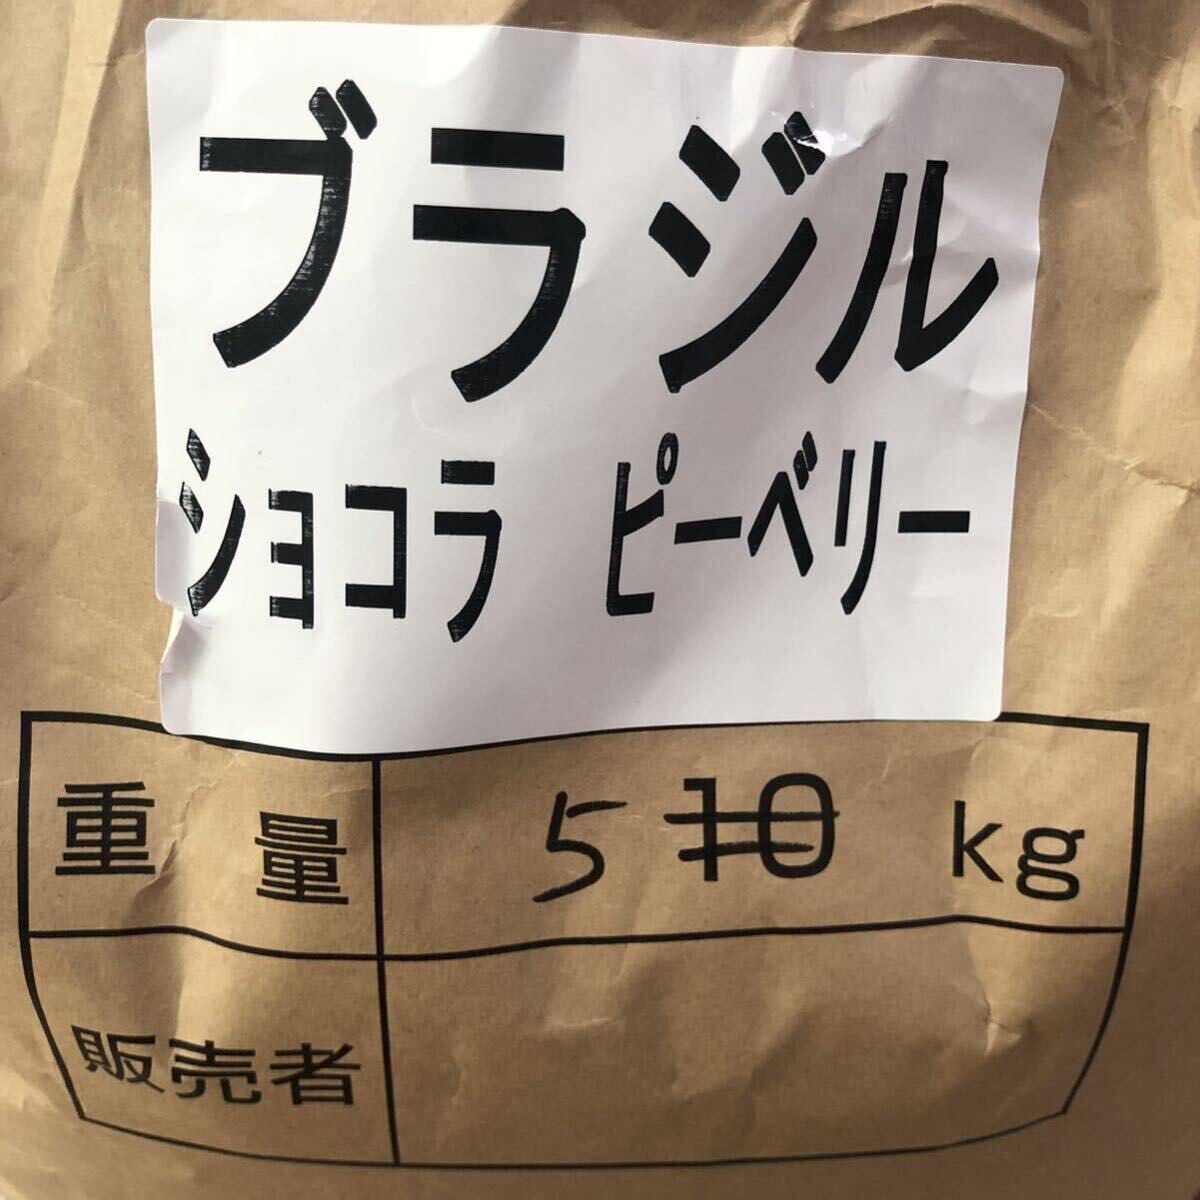 ブラジル
ショコラ ピーベリー
重量 5 10 kg
販売者